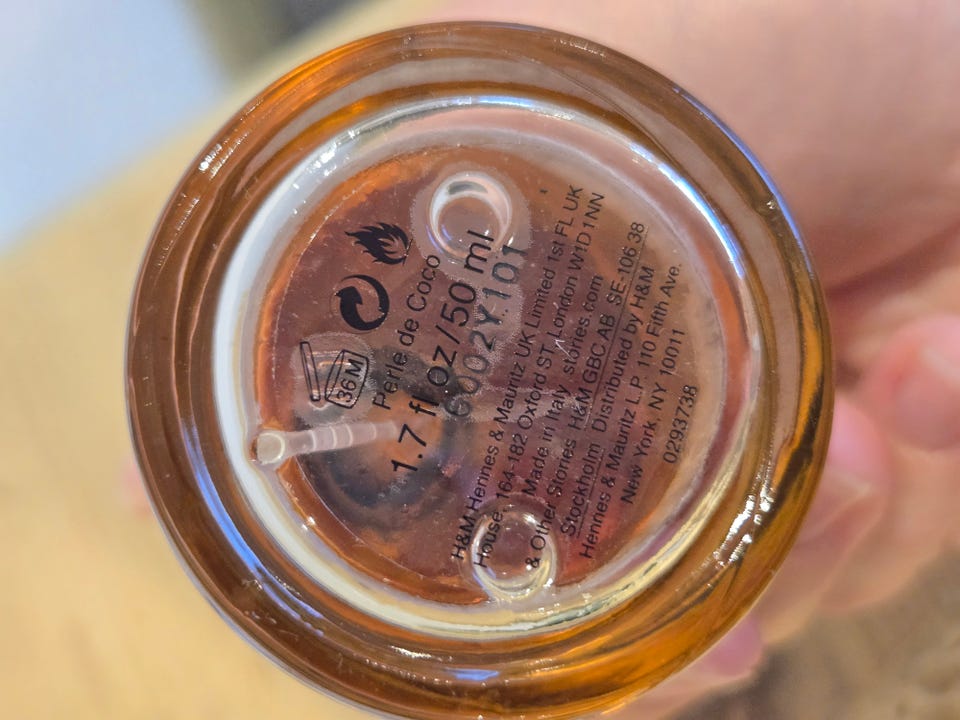 36 M
Perle de Coco
1.7 fl.oz/50 ml
6002Y101
H&M Hennes & Mauritz UK Limited 1st FL UK
House, 164-182 Oxford ST, London W1D1NN
Made in Italy stories.com
& Other Stories H&M GBC AB SE-106 38
Stockholm Distributed by H&M
Hennes & Mauritz L.P. 110 Fifth Ave.
New York, NY 10011
0293738